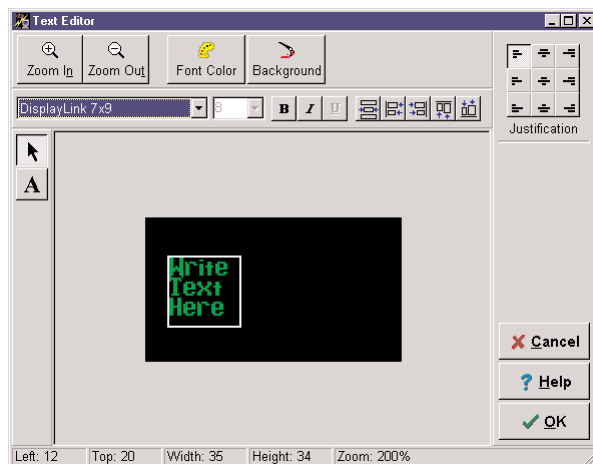 Text Editor
Zoom In
Zoom Out
Font Color
Background
DisplayLink 7x9
8
B
I
U
Justification
A
Write
Text
Here
Cancel
Help
OK
Left: 12
Top: 20
Width: 35
Height: 34
Zoom: 200%